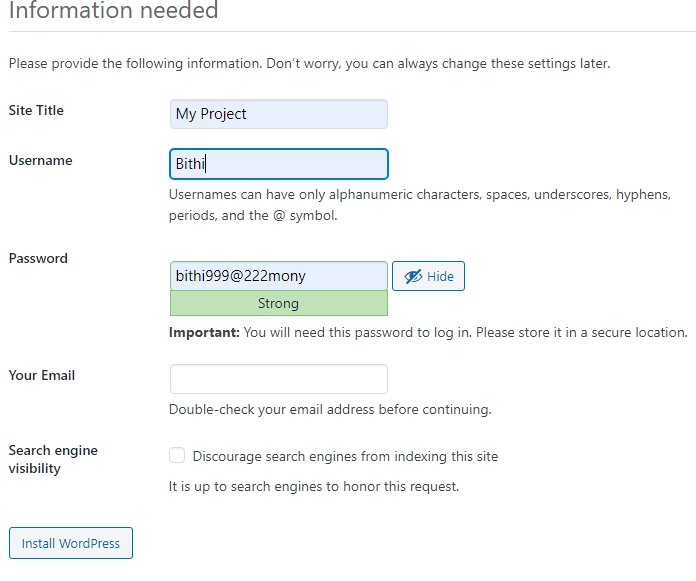 Information needed
Please provide the following information. Don't worry, you can always change these settings later.
Site Title
My Project
Username
Bithi
Usernames can have only alphanumeric characters, spaces, underscores, hyphens,
periods, and the @ symbol.
Password
bithi999@222mony
Hide
Strong
Important: You will need this password to log in. Please store it in a secure location.
Your Email
Double-check your email address before continuing.
Search engine
visibility
Discourage search engines from indexing this site
It is up to search engines to honor this request.
Install WordPress